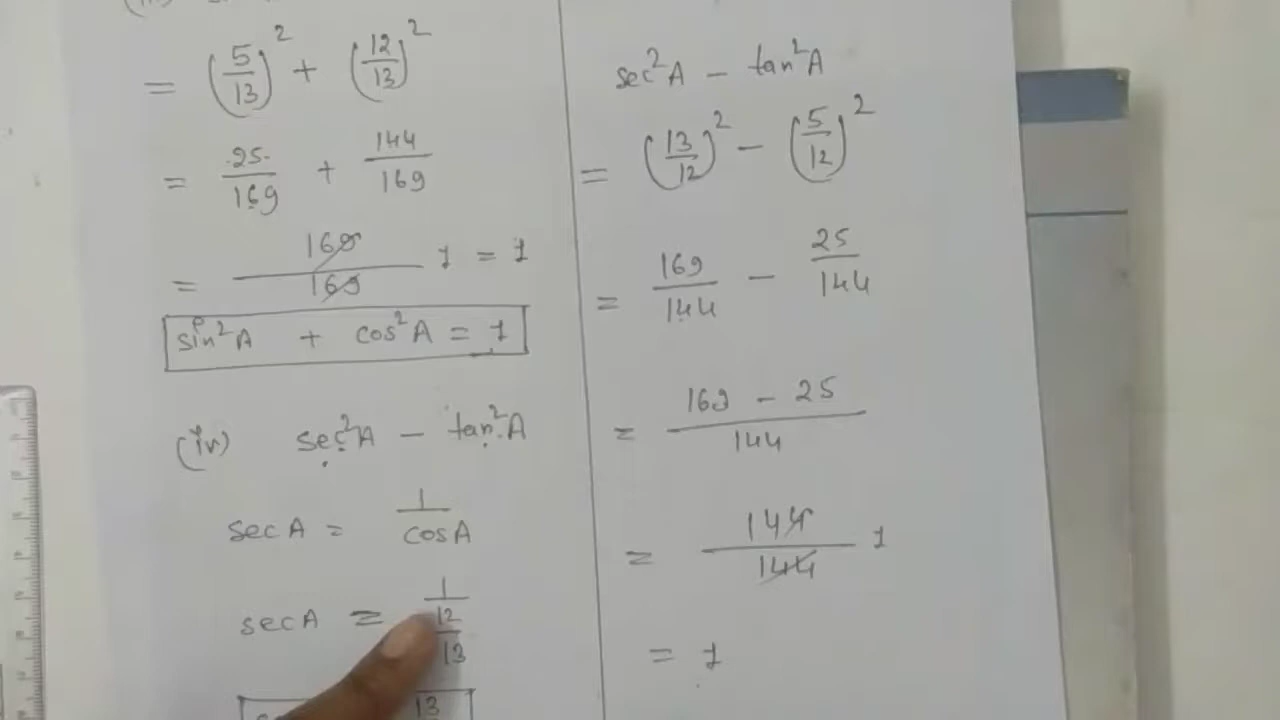 = (5/13)² + (12/13)²
= 25/169 + 144/169
= 169/169 1 = 1
sin²A + cos²A = 1
(iv) sec²A - tan²A
secA = 1/cosA
secA = 1/(12/13)
13
sec²A - tan²A
= (13/12)² - (5/12)²
= 169/144 - 25/144
= 169 - 25/144
= 144/144 1
= 1